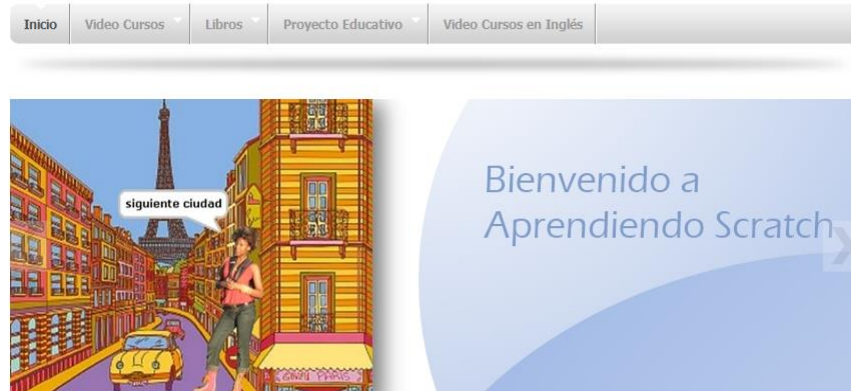 Inicio Video Cursos Libros Proyecto Educativo Video Cursos en Inglés
siguiente ciudad
Bienvenido a
Aprendiendo Scratch